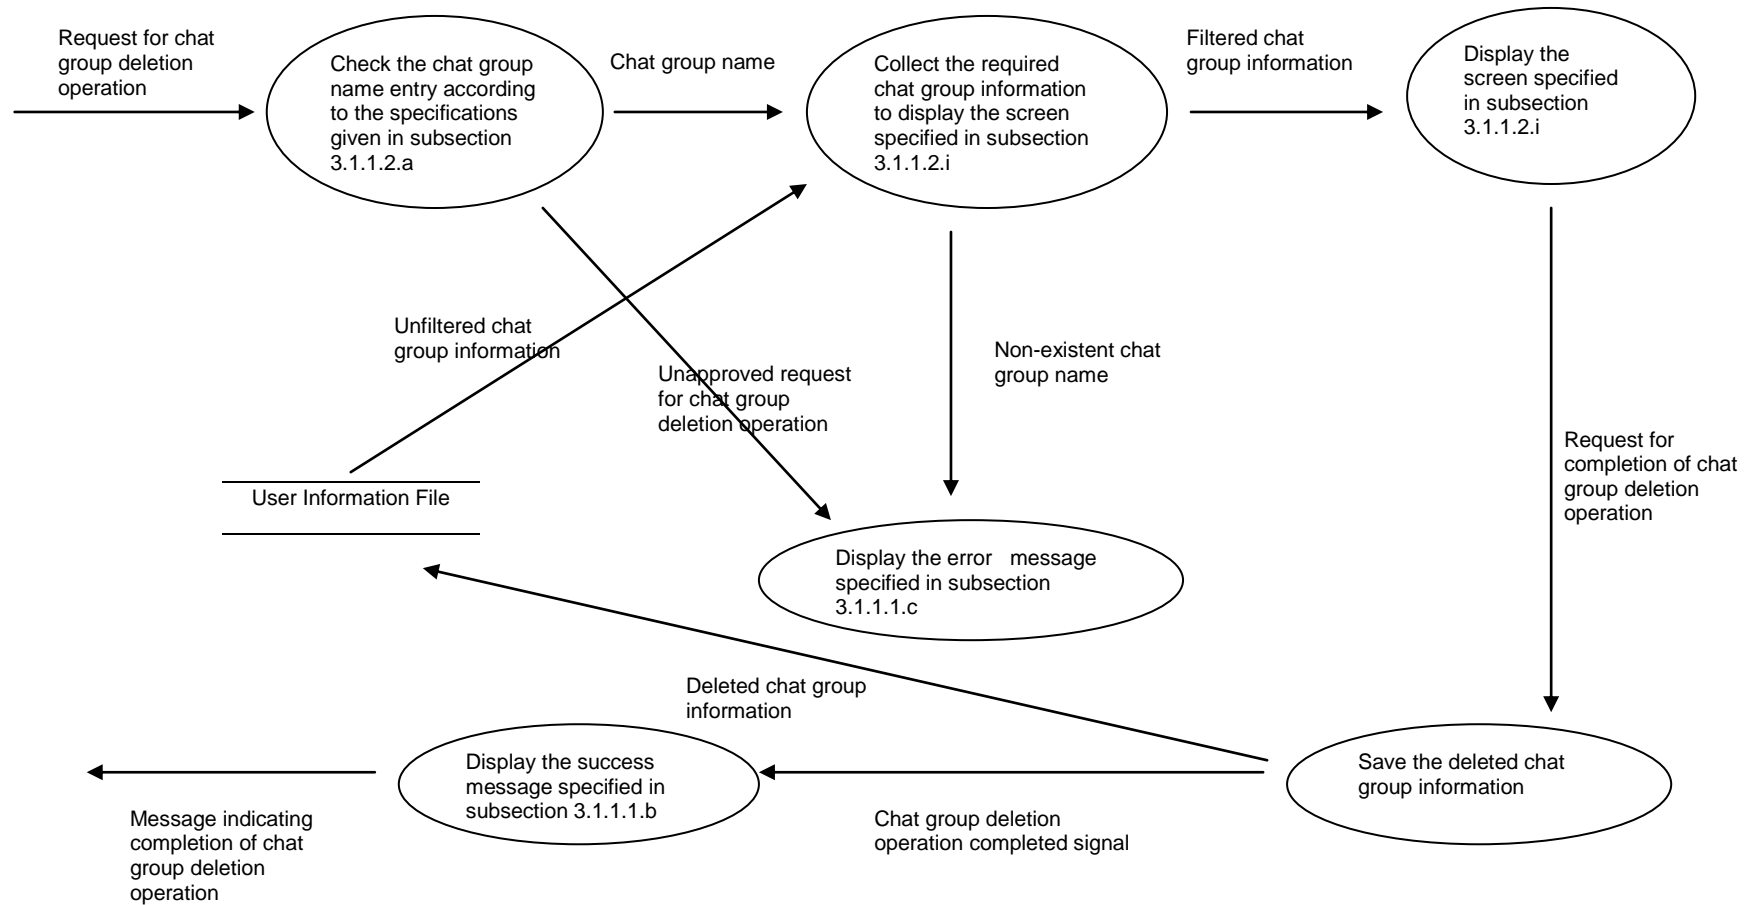 Request for chat
group deletion
operation
Check the chat group
name entry according
to the specifications
given in subsection
3.1.1.2.a
Chat group name
Collect the required
chat group information
to display the screen
specified in subsection
3.1.1.2.i
Filtered chat
group information
Display the
screen specified
in subsection
3.1.1.2.i
Unfiltered chat
group information
Unapproved request
for chat group
deletion operation
Non-existent chat
group name
Request for
completion of chat
group deletion
operation
User Information File
Display the error message
specified in subsection
3.1.1.1.c
Deleted chat group
information
Display the success
message specified in
subsection 3.1.1.1.b
Save the deleted chat
group information
Message indicating
completion of chat
group deletion
operation
Chat group deletion
operation completed signal